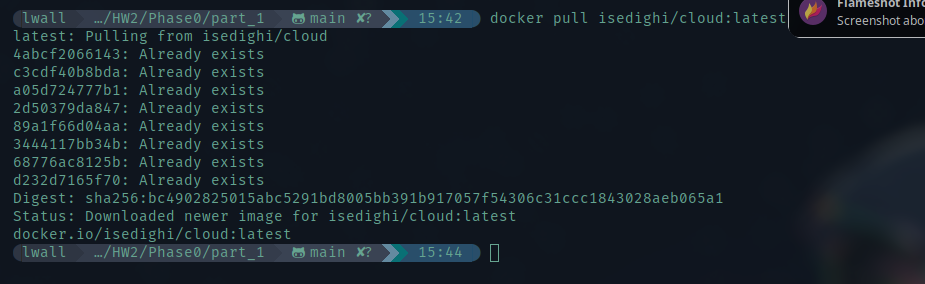 lwall …/HW2/Phase0/part_1 main ✘? 15:42 docker pull isedighi/cloud:latest
Flameshot Info
Screenshot abo
latest: Pulling from isedighi/cloud
4abcf2066143: Already exists
c3cdf40b8bda: Already exists
a05d724777b1: Already exists
2d50379da847: Already exists
89a1f66d04aa: Already exists
3444117bb34b: Already exists
68776ac8125b: Already exists
d232d7165f70: Already exists
Digest: sha256:bc4902825015abc5291bd8005bb391b917057f54306c31ccc1843028aeb065a1
Status: Downloaded newer image for isedighi/cloud:latest
docker.io/isedighi/cloud:latest
lwall …/HW2/Phase0/part_1 main ✘? 15:44